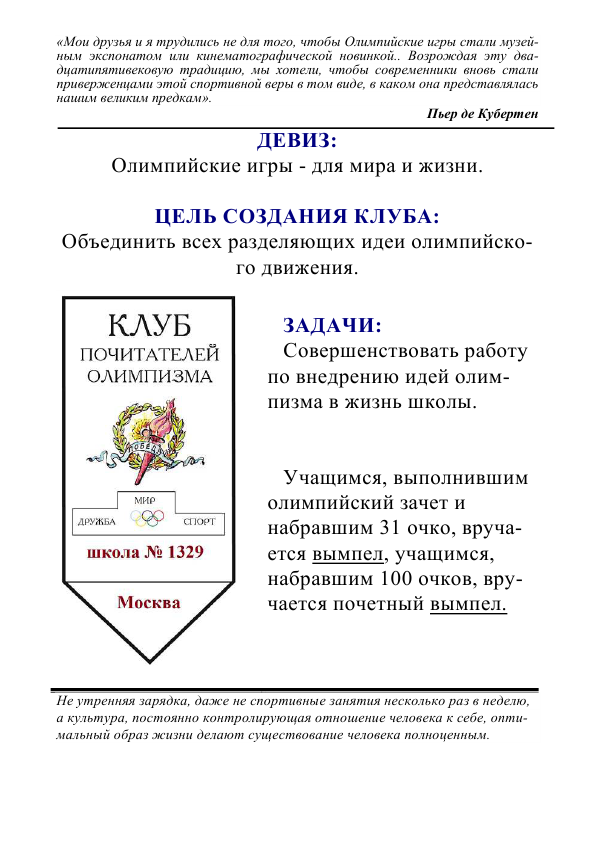 «Мои друзья и я трудились не для того, чтобы Олимпийские игры стали музей-
ным экспонатом или кинематографической новинкой.. Возрождая эту два-
дцатипятивековую традицию, мы хотели, чтобы современники вновь стали
приверженцами этой спортивной веры в том виде, в каком она представлялась
нашим великим предкам».
Пьер де Кубертен
ДЕВИЗ:
Олимпийские игры - для мира и жизни.
ЦЕЛЬ СОЗДАНИЯ КЛУБА:
Объединить всех разделяющих идеи олимпийско-
го движения.
КЛУБ
ПОЧИТАТЕЛЕЙ
ОЛИМПИЗМА
ПОБЕДА
МИР
ДРУЖБА
СПОРТ
школа № 1329
Москва
ЗАДАЧИ:
Совершенствовать работу
по внедрению идей олим-
пизма в жизнь школы.
Учащимся, выполнившим
олимпийский зачет и
набравшим 31 очко, вруча-
ется вымпел, учащимся,
набравшим 100 очков, вру-
чается почетный вымпел.
Не утренняя зарядка, даже не спортивные занятия несколько раз в неделю,
а культура, постоянно контролирующая отношение человека к себе, опти-
мальный образ жизни делают существование человека полноценным.